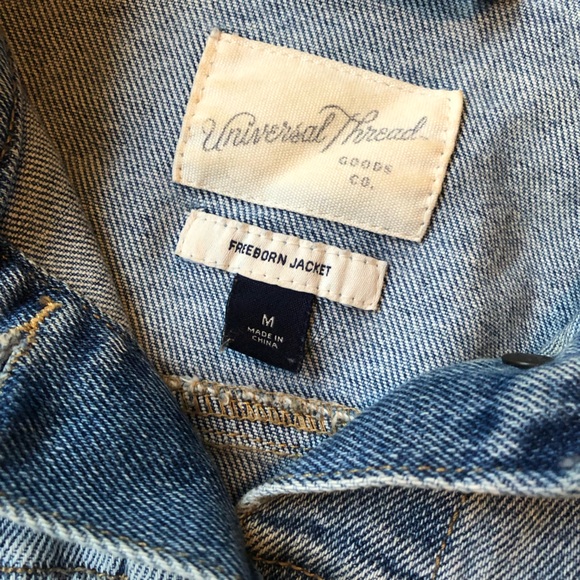 Universal Thread
GOODS
CO.
FREEBORN JACKET
M
MADE IN
CHINA